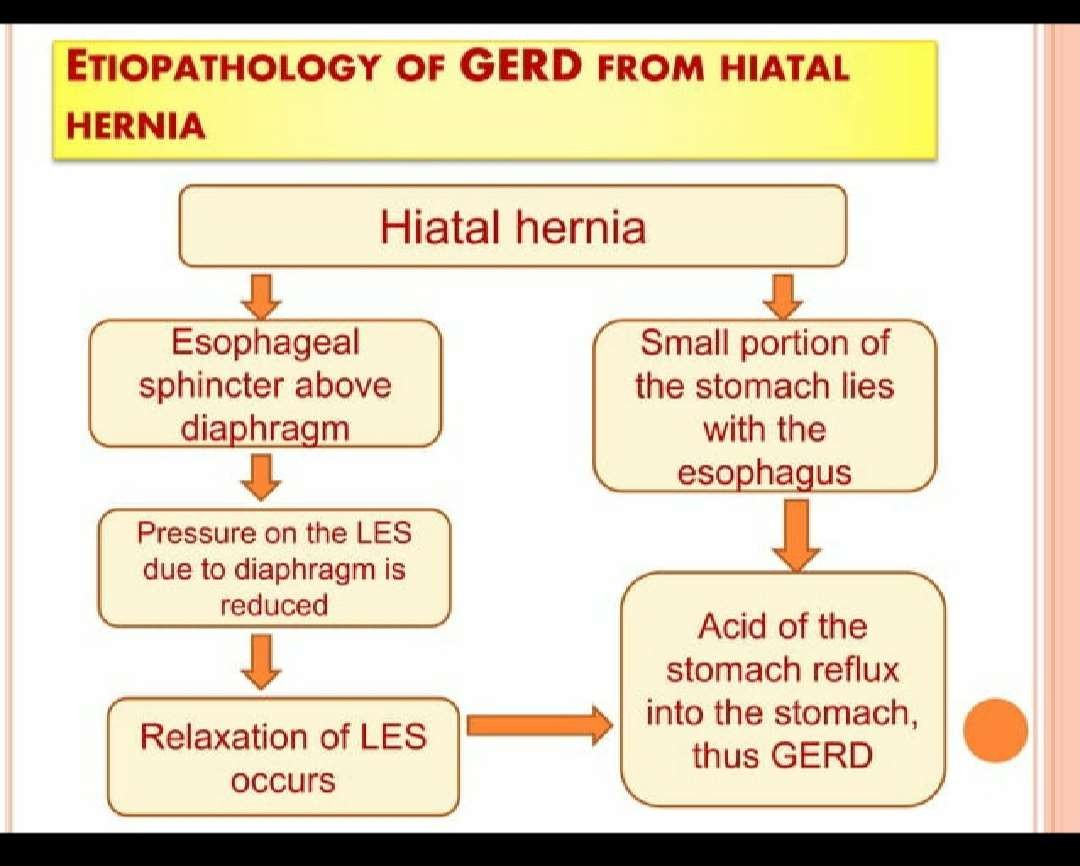 ETIOPATHOLOGY OF GERD FROM HIATAL
HERNIA
Hiatal hernia
Esophageal
sphincter above
diaphragm
Pressure on the LES
due to diaphragm is
reduced
Relaxation of LES
occurs
Small portion of
the stomach lies
with the
esophagus
Acid of the
stomach reflux
into the stomach,
thus GERD